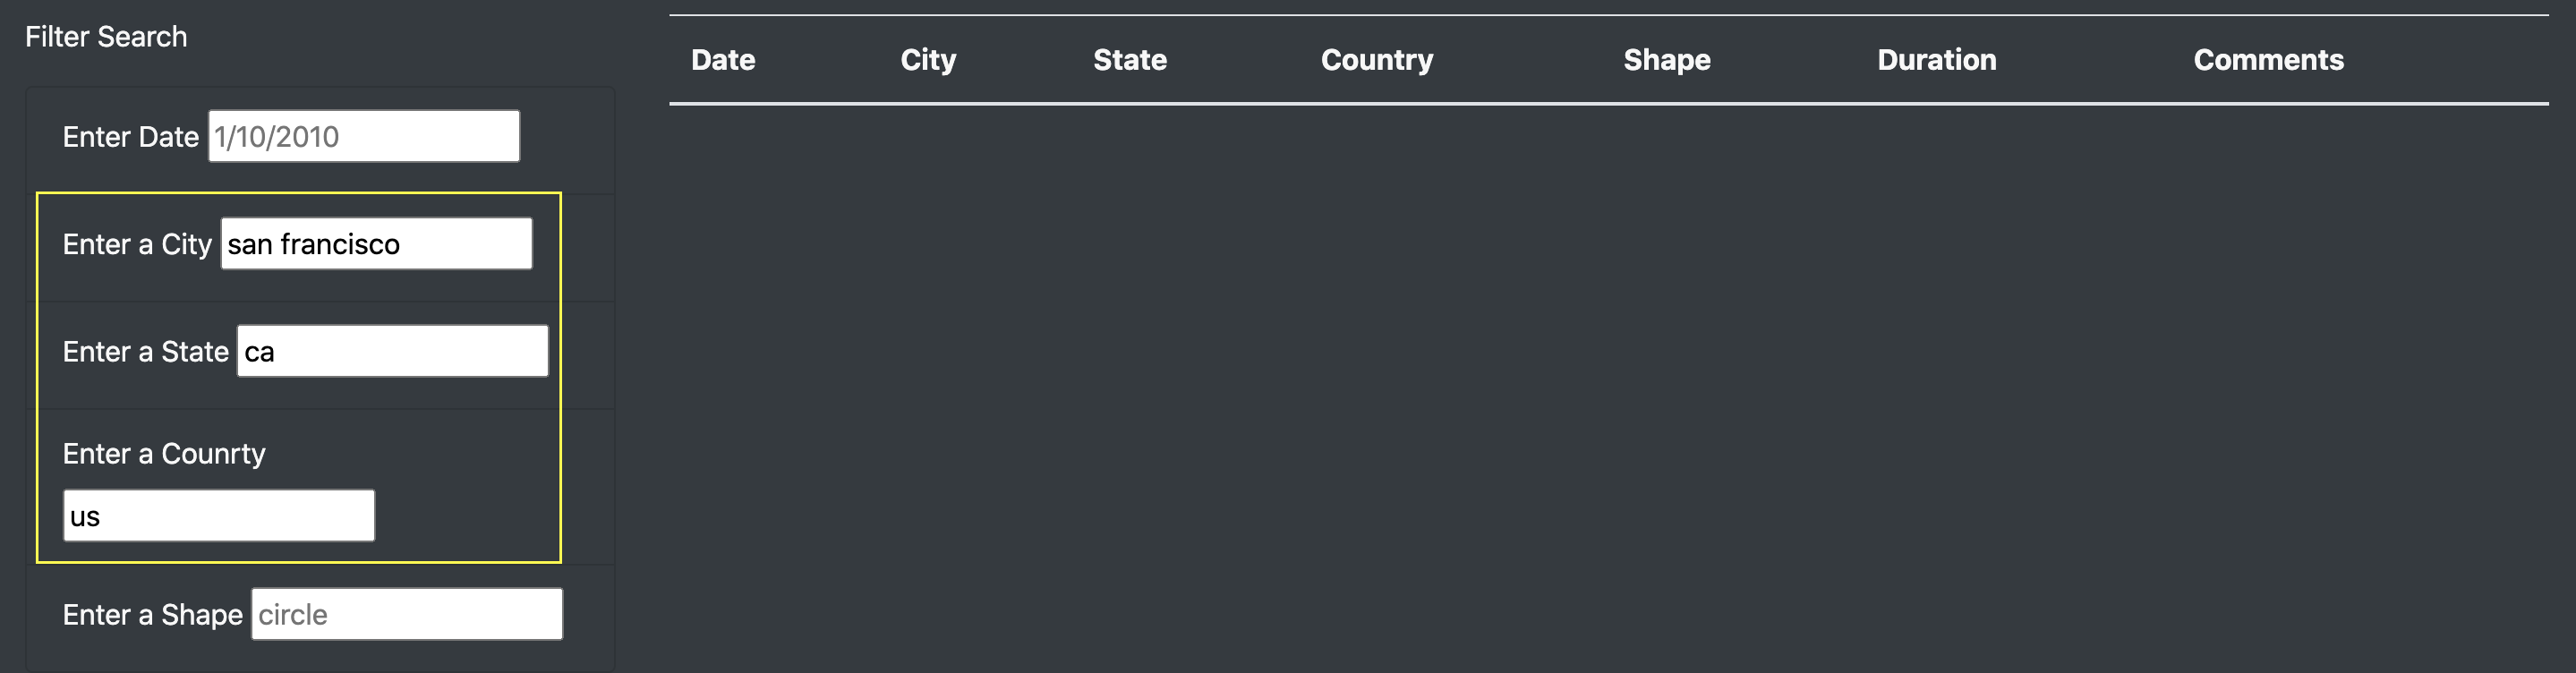 Filter Search
Date City State Country Shape Duration Comments
Enter Date 1/10/2010
Enter a City san francisco
Enter a State ca
Enter a Counrty
us
Enter a Shape circle